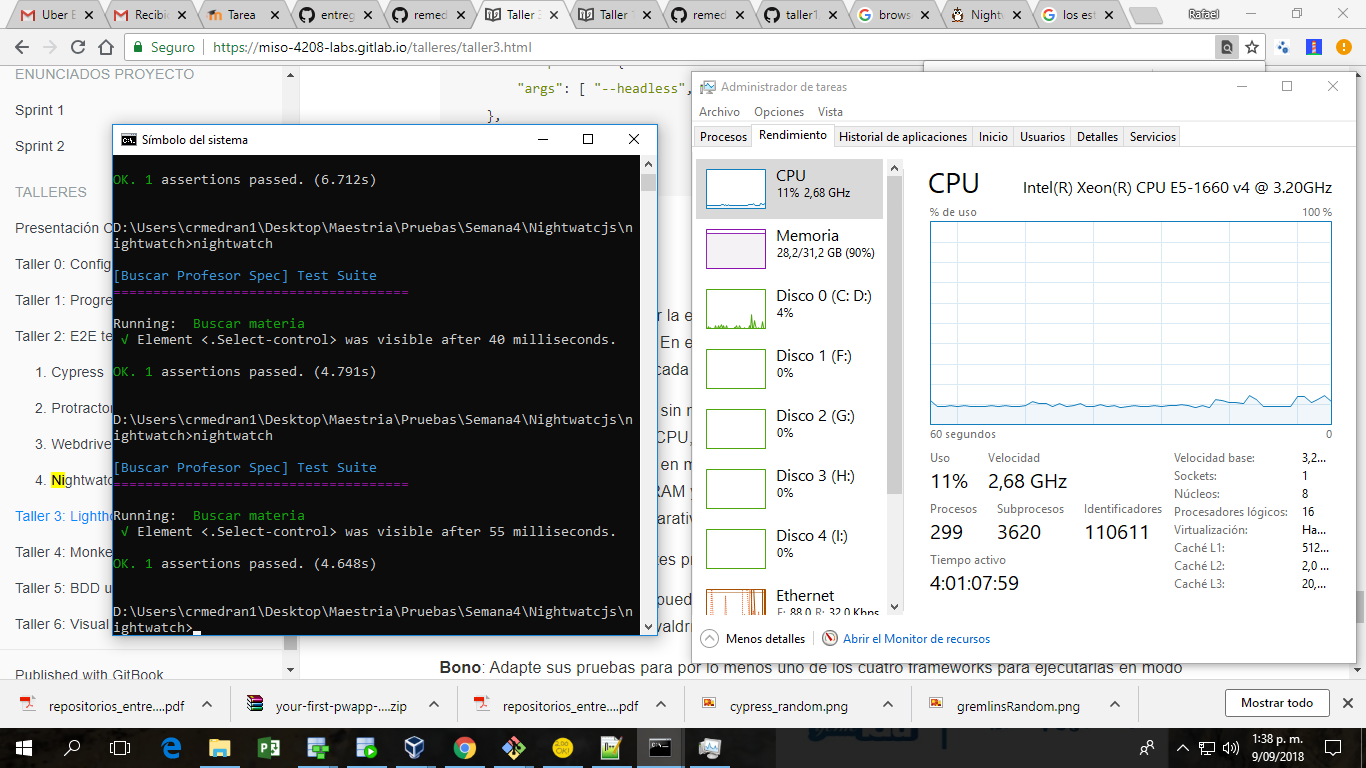 Uber E
Recibio
Tarea
entreg
remed
Taller 3
Taller
remed
taller1
brows
Nightw
los est
Rafael
Seguro
https://miso-4208-labs.gitlab.io/talleres/taller3.html
ENUNCIADOS PROYECTO
Sprint 1
Sprint 2
TALLERES
Presentación
Taller 0: Config
Taller 1: Progre
Taller 2: E2E te
1. Cypress
2. Protracto
3. Webdrive
4. Nightwatc
Taller 3: Lighth
Taller 4: Monke
Taller 5: BDD u
Taller 6: Visual
Published with GitBook
"args": [ "--headless",
},
Símbolo del sistema
OK. 1 assertions passed. (6.712s)
D:\Users\crmedran1\Desktop\Maestria\Pruebas\Semana4\Nightwatcjs\n
ightwatch>nightwatch
[Buscar Profesor Spec] Test Suite
=====================================
Running:  Buscar materia
√ Element <.Select-control> was visible after 40 milliseconds.
OK. 1 assertions passed. (4.791s)
D:\Users\crmedran1\Desktop\Maestria\Pruebas\Semana4\Nightwatcjs\n
ightwatch>nightwatch
[Buscar Profesor Spec] Test Suite
=====================================
Running:  Buscar materia
√ Element <.Select-control> was visible after 55 milliseconds.
OK. 1 assertions passed. (4.648s)
D:\Users\crmedran1\Desktop\Maestria\Pruebas\Semana4\Nightwatcjs\n
ightwatch>
r la e
En e
cada
sin r
CPU,
en m
RAM y
arativ
tes pr
pued
yaldri
Bono: Adapte sus pruebas para por lo menos uno de los cuatro frameworks para ejecutarlas en modo
Administrador de tareas
Archivo Opciones Vista
Procesos Rendimiento Historial de aplicaciones Inicio Usuarios Detalles Servicios
CPU
11% 2,68 GHz
Memoria
28,2/31,2 GB (90%)
Disco 0 (C: D:)
4%
Disco 1 (F:)
0%
Disco 2 (G:)
0%
Disco 3 (H:)
0%
Disco 4 (I:)
0%
Ethernet
E: 88,0 R: 32,0 Kbps
CPU
Intel(R) Xeon(R) CPU E5-1660 v4 @ 3.20GHz
% de uso 100 %
60 segundos 0
Uso Velocidad
11% 2,68 GHz
Procesos Subprocesos Identificadores
299 3620 110611
Tiempo activo
4:01:07:59
Velocidad base: 3,2...
Sockets: 1
Núcleos: 8
Procesadores lógicos: 16
Virtualización: Ha...
Caché L1: 512...
Caché L2: 2,0 ...
Caché L3: 20,...
Menos detalles
Abrir el Monitor de recursos
repositorios_entre....pdf
your-first-pwapp-....zip
repositorios_entre....pdf
cypress_random.png
gremlinsRandom.png
Mostrar todo
1:38 p. m.
9/09/2018